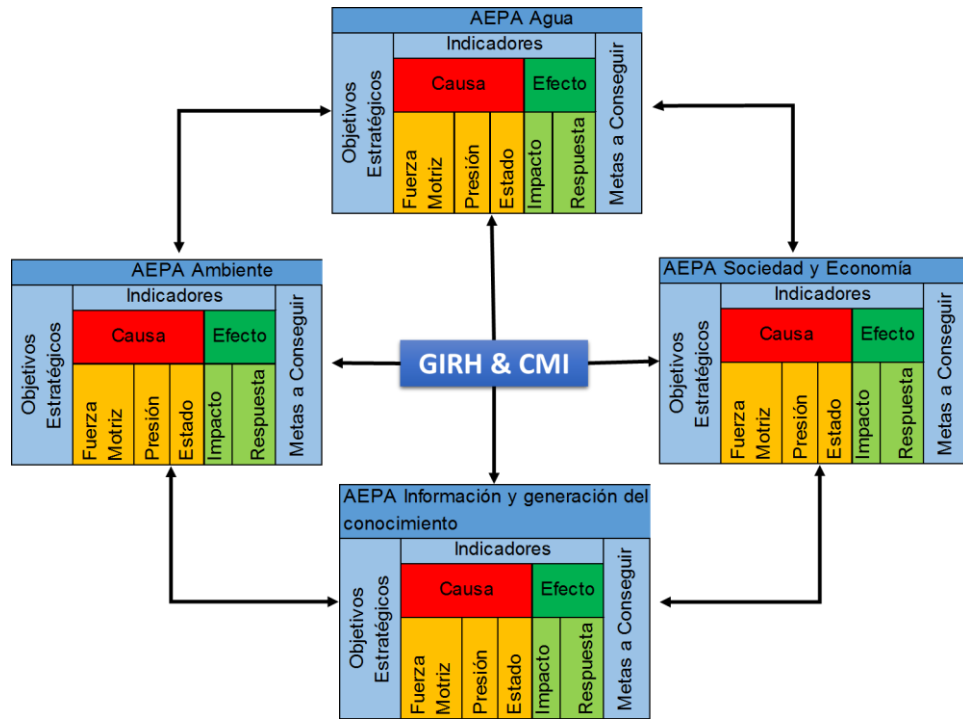 AEPA Agua
Objetivos
Estratégicos
Indicadores
Causa
Efecto
Fuerza
Motriz
Presión
Estado
Impacto
Respuesta
Metas a Conseguir
AEPA Ambiente
Objetivos
Estratégicos
Indicadores
Causa
Efecto
Fuerza
Motriz
Presión
Estado
Impacto
Respuesta
Metas a Conseguir
GIRH & CMI
AEPA Sociedad y Economía
Objetivos
Estratégicos
Indicadores
Causa
Efecto
Fuerza
Motriz
Presión
Estado
Impacto
Respuesta
Metas a Conseguir
AEPA Información y generación del
conocimiento
Objetivos
Estratégicos
Indicadores
Causa
Efecto
Fuerza
Motriz
Presión
Estado
Impacto
Respuesta
Metas a Conseguir